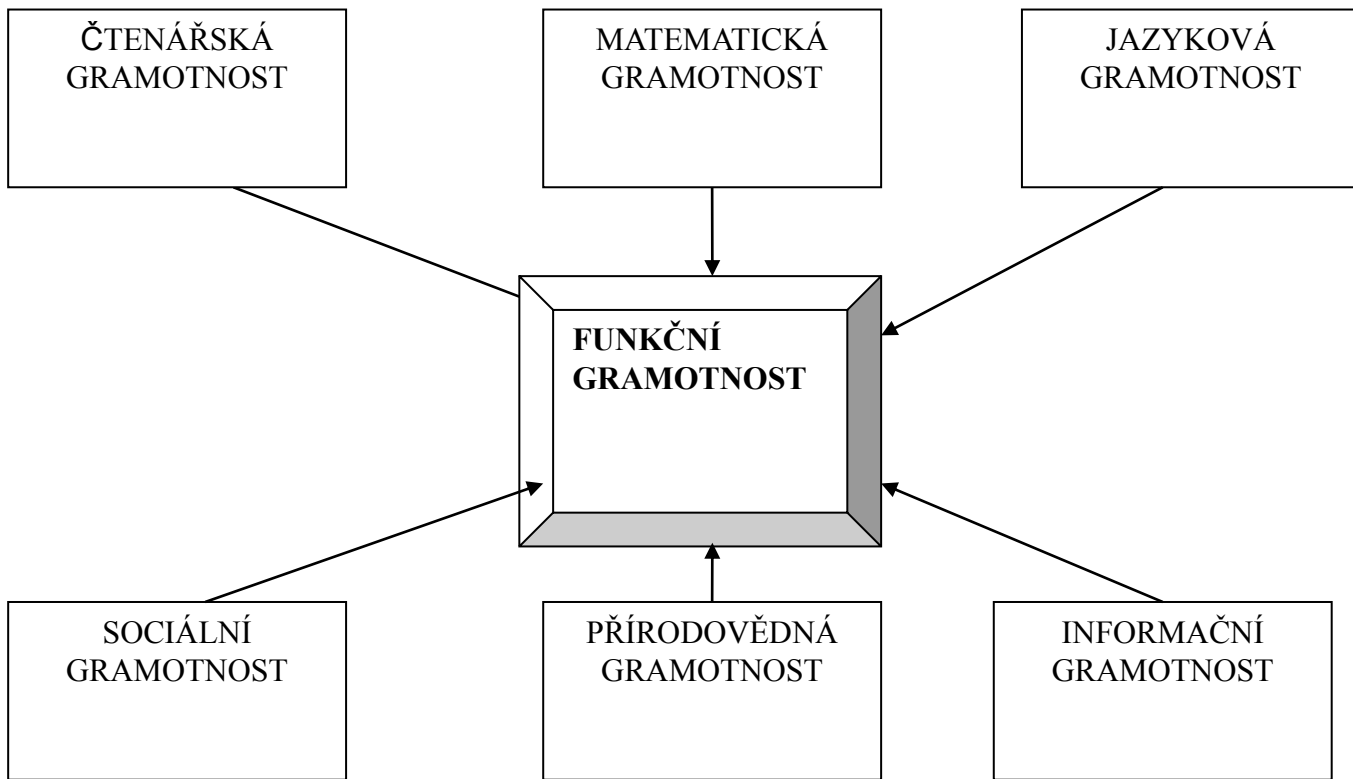 ČTENÁŘSKÁ
GRAMOTNOST
MATEMATICKÁ
GRAMOTNOST
JAZYKOVÁ
GRAMOTNOST
FUNKČNÍ
GRAMOTNOST
SOCIÁLNÍ
GRAMOTNOST
PŘÍRODOVĚDNÁ
GRAMOTNOST
INFORMAČNÍ
GRAMOTNOST